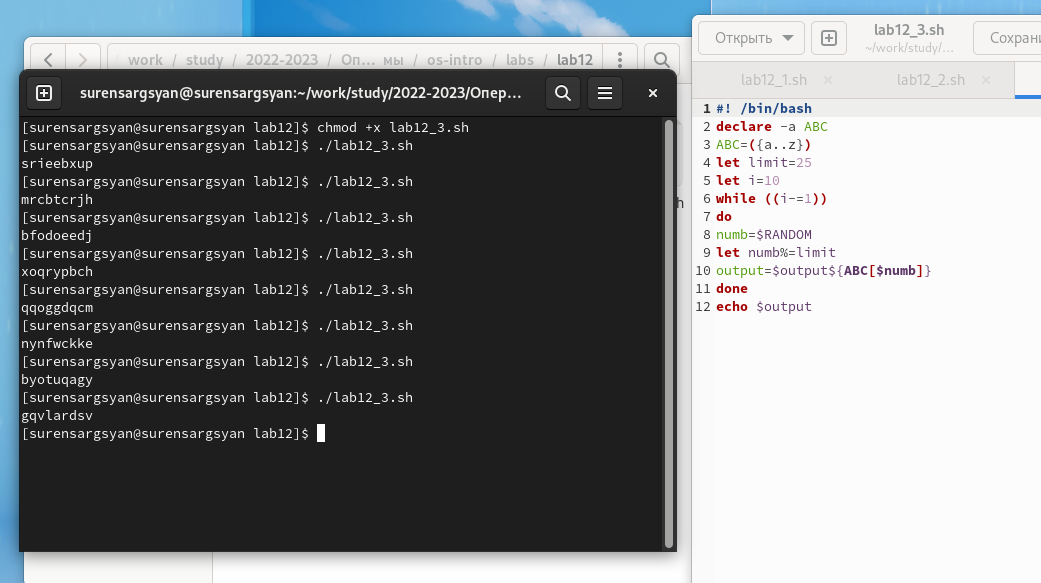 work / study / 2022-2023 / Оп... мы / os-intro / labs / lab12
surensargsyan@surensargsyan:~/work/study/2022-2023/Опер...
[surensargsyan@surensargsyan lab12]$ chmod +x lab12_3.sh
[surensargsyan@surensargsyan lab12]$ ./lab12_3.sh
srieebxup
[surensargsyan@surensargsyan lab12]$ ./lab12_3.sh
mrcbtcrjh
[surensargsyan@surensargsyan lab12]$ ./lab12_3.sh
bfodoeedj
[surensargsyan@surensargsyan lab12]$ ./lab12_3.sh
xoqrypbch
[surensargsyan@surensargsyan lab12]$ ./lab12_3.sh
qqoggdqcm
[surensargsyan@surensargsyan lab12]$ ./lab12_3.sh
nynfwckke
[surensargsyan@surensargsyan lab12]$ ./lab12_3.sh
byotuqagy
[surensargsyan@surensargsyan lab12]$ ./lab12_3.sh
gqvlardsv
[surensargsyan@surensargsyan lab12]$
h
Открыть
lab12_3.sh
~/work/study/...
Сохрани
lab12_1.sh
lab12_2.sh
1 #! /bin/bash
2 declare -a ABC
3 ABC=({a..z})
4 let limit=25
5 let i=10
6 while ((i-=1))
7 do
8 numb=$RANDOM
9 let numb%=limit
10 output=$output${ABC[$numb]}
11 done
12 echo $output